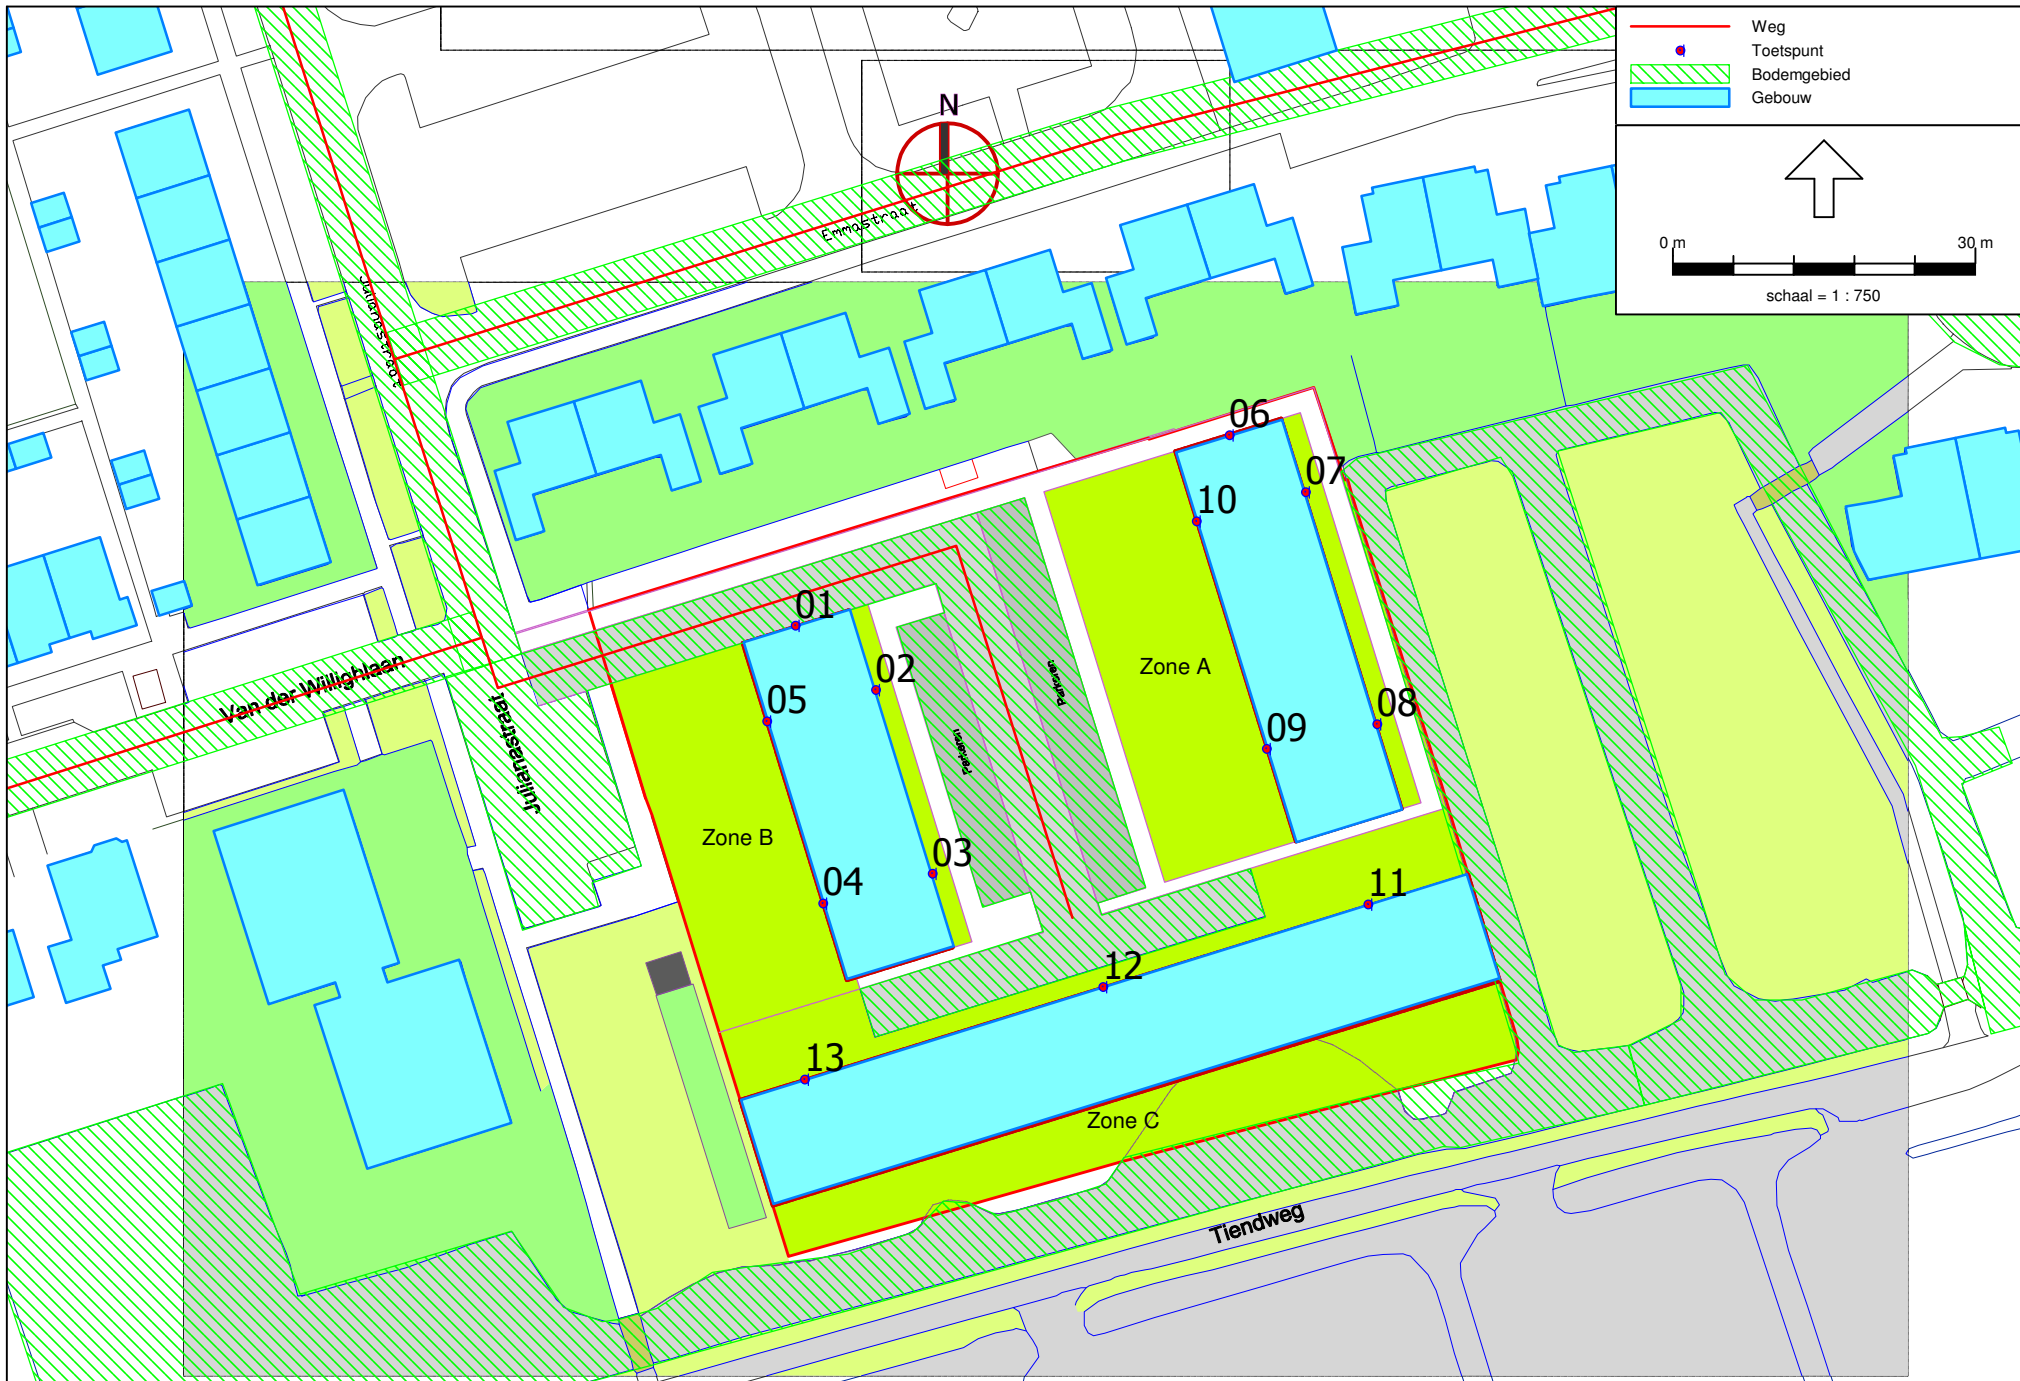 Weg
Toetspunt
Bodemgebied
Gebouw
0 m
30 m
schaal = 1 : 750
N
Emmastraat
Julianastraat
06
07
10
01
Zone A
02
Van der Willighlaan
05
08
Parkeren
09
Parkeren
Julianastraat
Zone B
03
04
11
12
13
Zone C
Tiendweg